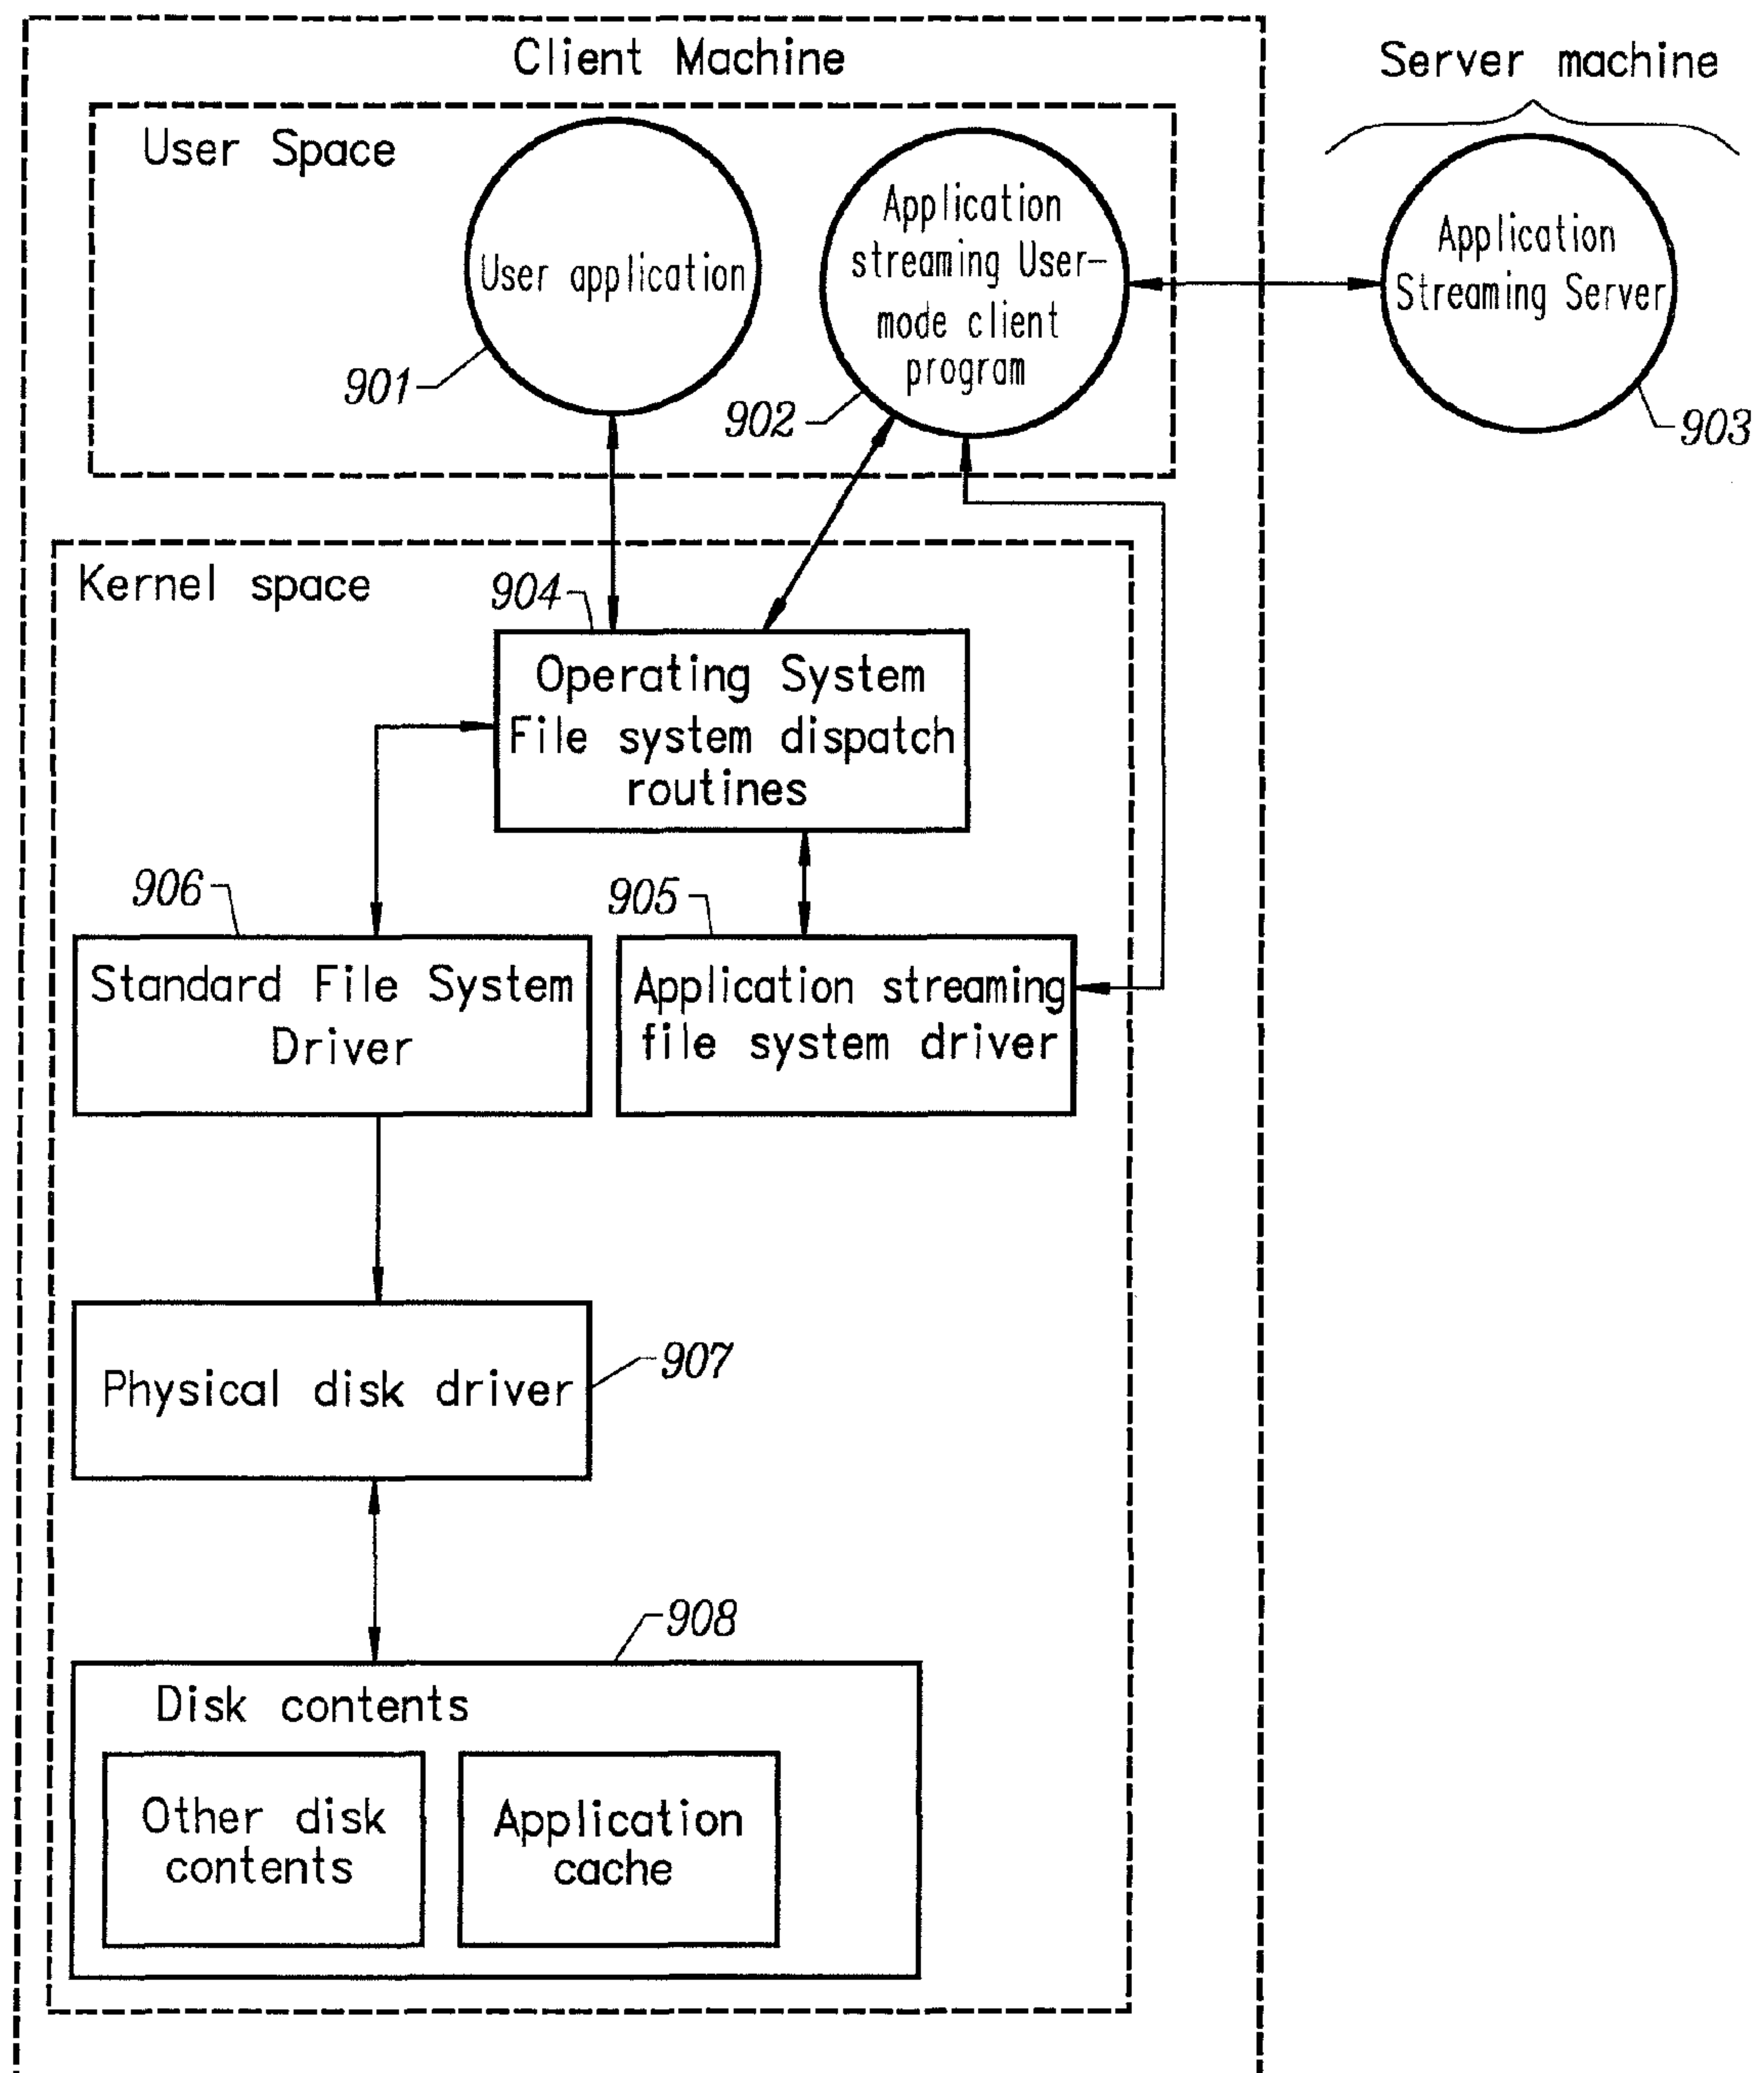 Client Machine
Server machine
User Space
User application
Application
streaming User-
mode client
program
Application
Streaming Server
901
902
903
Kernel space
904
Operating System
File system dispatch
routines
906
905
Standard File System
Driver
Application streaming
file system driver
Physical disk driver
907
908
Disk contents
Other disk
contents
Application
cache